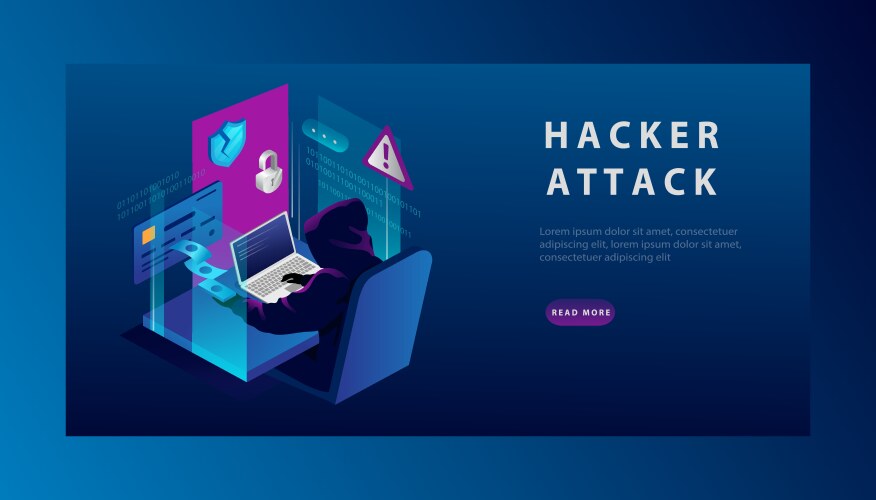 HACKER
ATTACK
Lorem ipsum dolor sit amet, consectetuer
adipiscing elit, lorem ipsum dolor sit amet,
consectetuer adipiscing elit
READ MORE